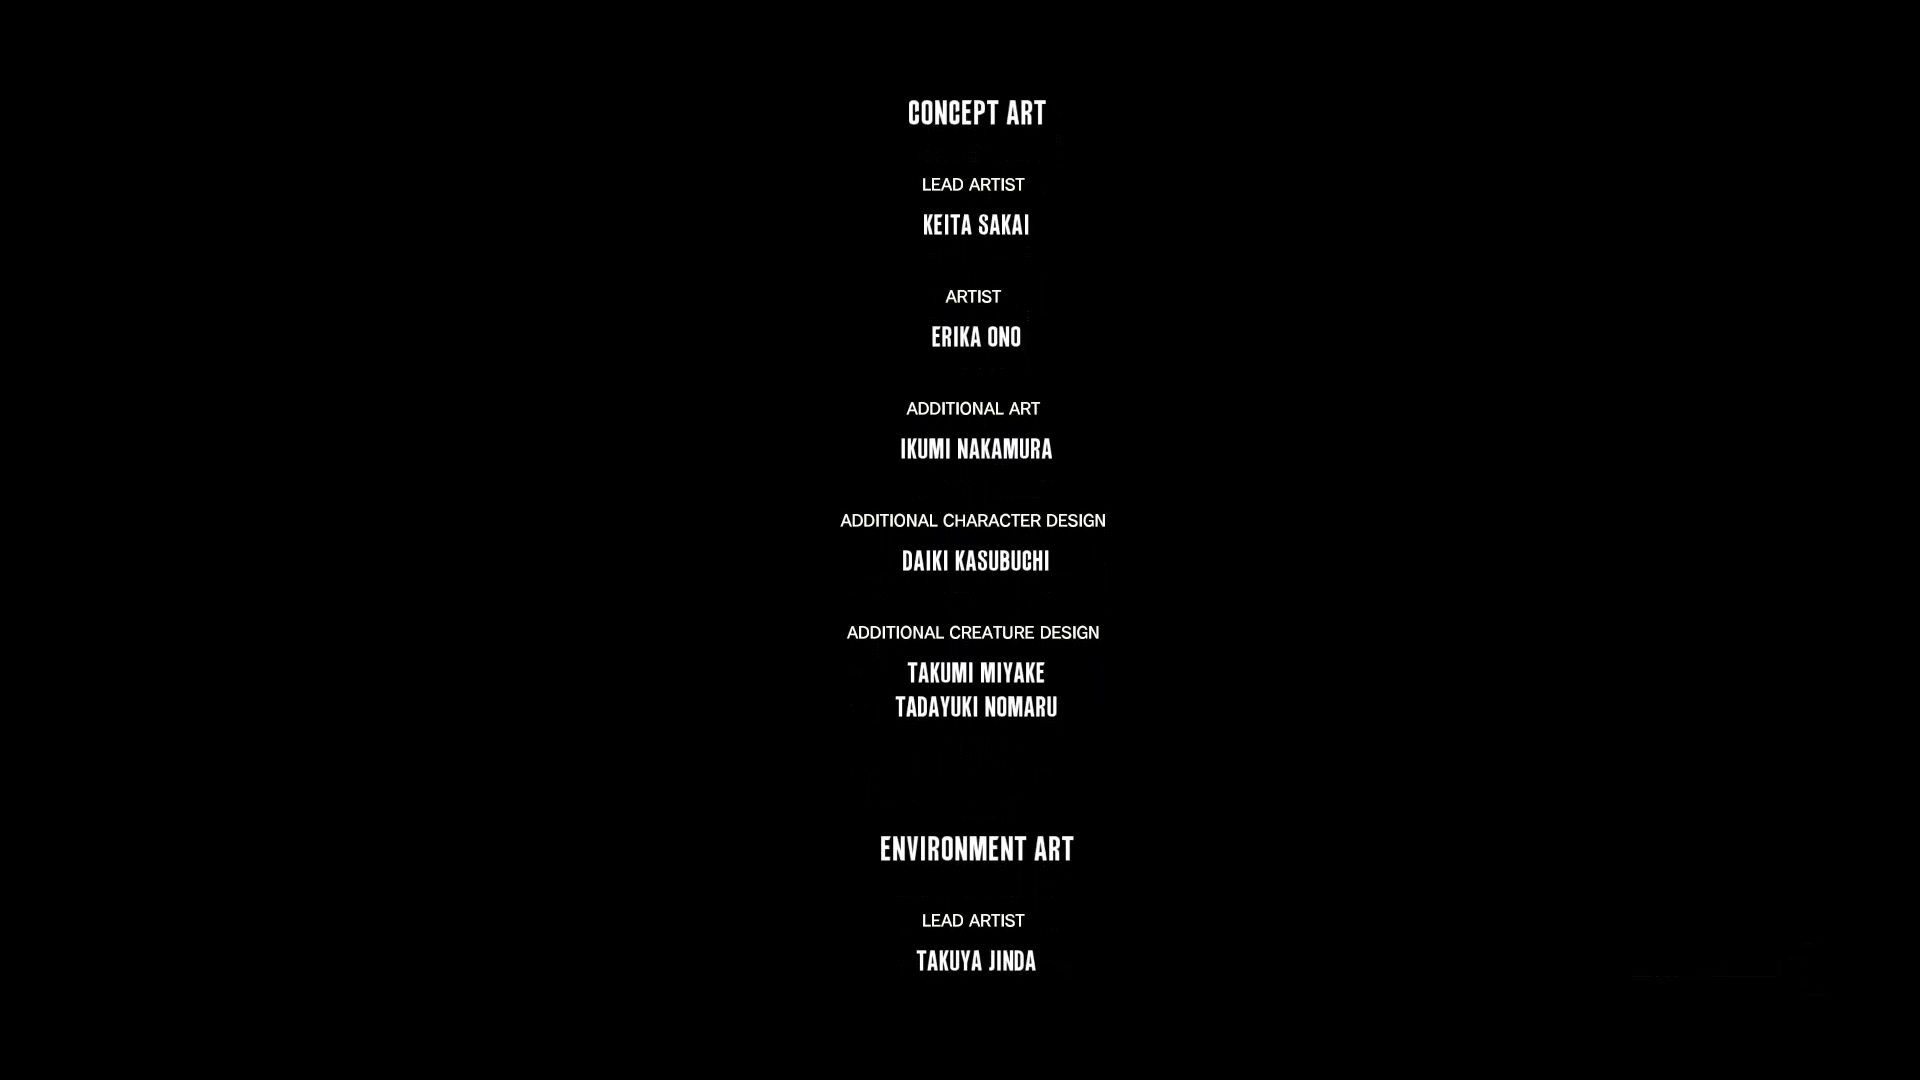 CONCEPT ART
LEAD ARTIST
KEITA SAKAI
ARTIST
ERIKA ONO
ADDITIONAL ART
IKUMI NAKAMURA
ADDITIONAL CHARACTER DESIGN
DAIKI KASUBUCHI
ADDITIONAL CREATURE DESIGN
TAKUMI MIYAKE
TADAYUKI NOMARU
ENVIRONMENT ART
LEAD ARTIST
TAKUYA JINDA